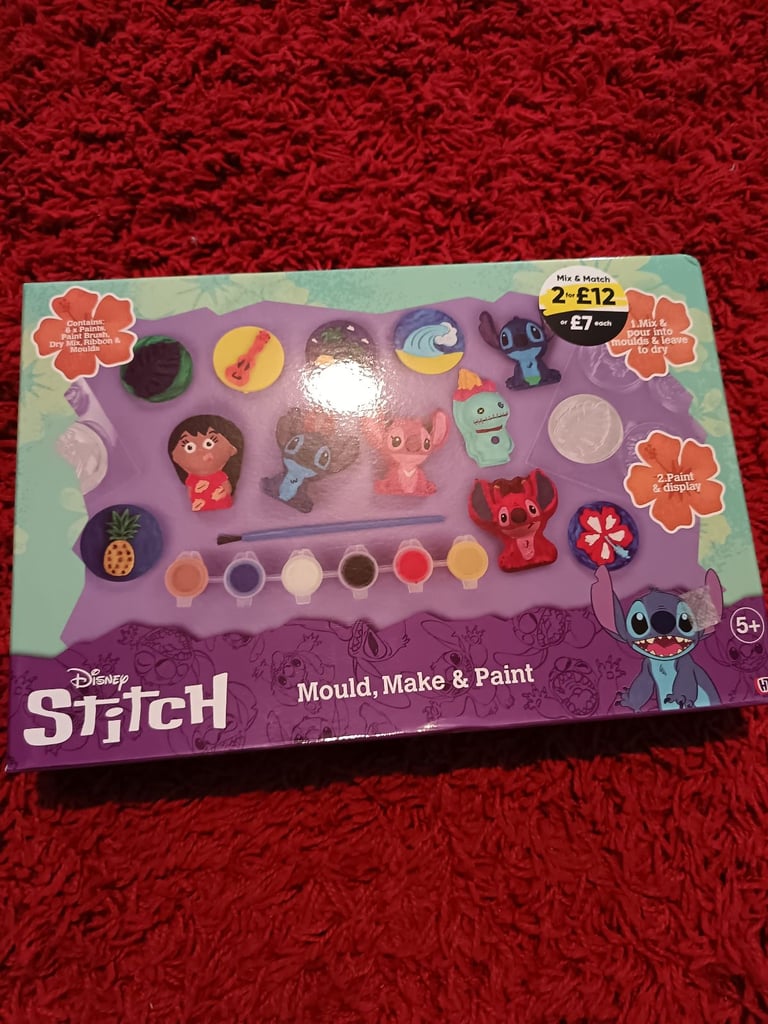 Mix & Match
2 for £12
or £7 each
Contains:
6 x Paints,
Paint Brush,
Dry Mix, Ribbon &
Moulds
1.Mix &
pour into
moulds & leave
to dry
2.Paint
& display
5+
Disney
Stitch
Mould, Make & Paint